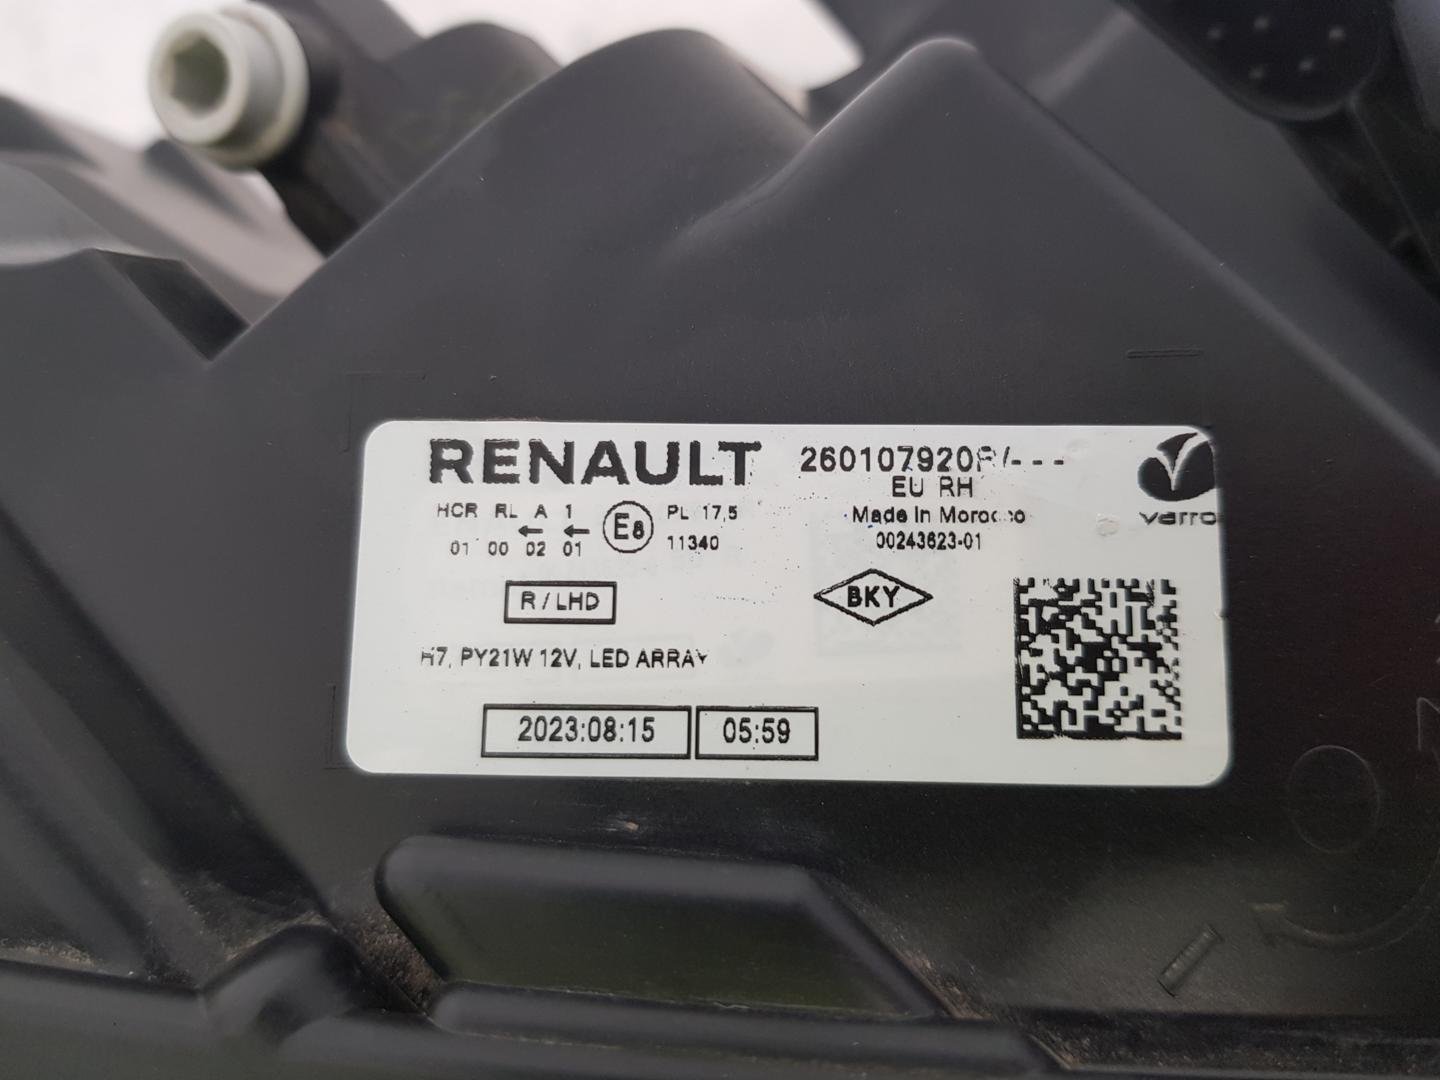 RENAULT 260107920R/---
EU RH
HCR RL A 1 E8 PL 17,5
Made In Morocco
01 00 02 01 11340
00243623-01
varro
R / LHD
BKY
H7, PY21W 12V, LED ARRAY
2023:08:15 05:59